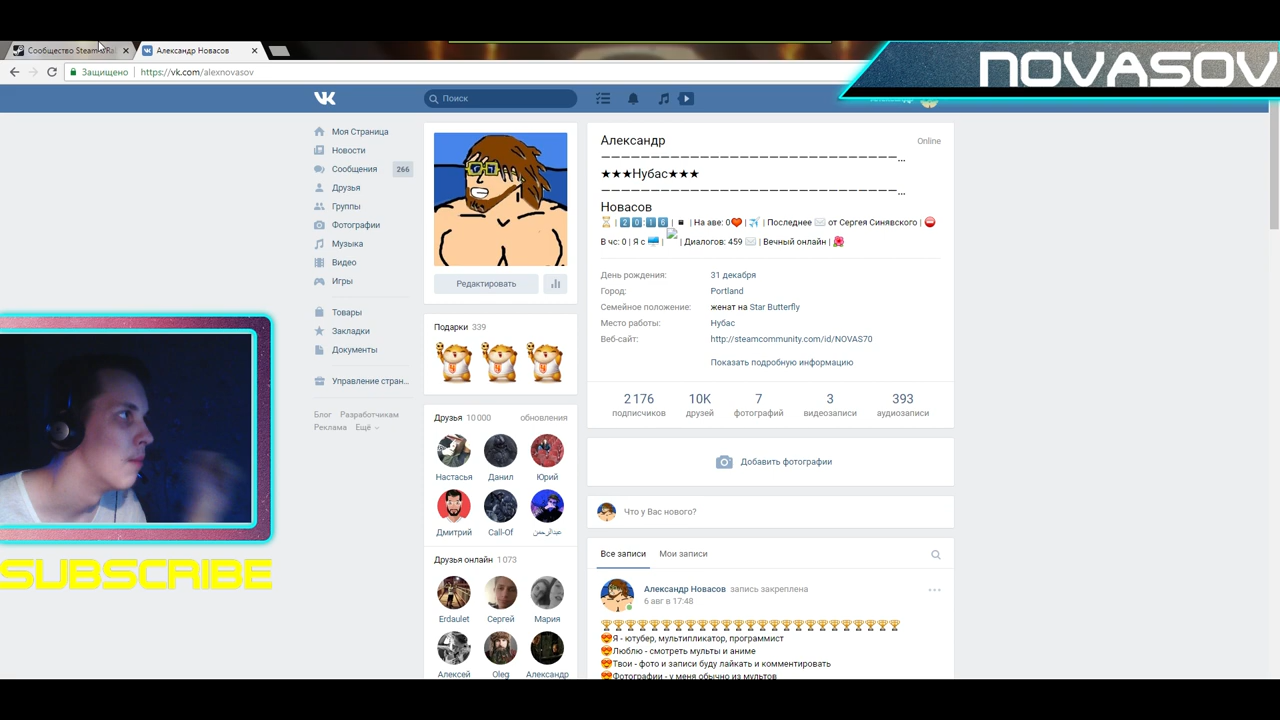 Сообщество Steam
Александр Новасов
Защищено
https://vk.com/alexnovasov
NOVASOV
Поиск
Моя Страница
Новости
Сообщения 266
Друзья
Группы
Фотографии
Музыка
Видео
Игры
Товары
Закладки
Документы
Управление стран...
Блог Разработчикам
Реклама Ещё
Редактировать
Подарки 339
Друзья 10 000 обновления
Настасья Данил Юрий
Дмитрий Call-Of عبدالرحمن
Друзья онлайн 1 073
Erdaulet Сергей Мария
Алексей Oleg Александр
Александр Online
———————————————————————————...
★★★Нубас★★★
———————————————————————————...
Новасов
⌛ | 2016 | ▪ | На аве: 0❤ | ✈ | Последнее ✉ от Сергея Синявского | ⛔
В чс: 0 | Я с 🖥 | | Диалогов: 459 ✉ | Вечный онлайн | 🌺
День рождения: 31 декабря
Город: Portland
Семейное положение: женат на Star Butterfly
Место работы: Нубас
Веб-сайт: http://steamcommunity.com/id/NOVAS70
Показать подробную информацию
2 176 10K 7 3 393
подписчиков друзей фотографий видеозаписи аудиозаписи
Добавить фотографии
Что у Вас нового?
Все записи Мои записи
Александр Новасов запись закреплена
6 авг в 17:48
🏆🏆🏆🏆🏆🏆🏆🏆🏆🏆🏆🏆🏆🏆🏆🏆🏆🏆🏆🏆🏆🏆🏆🏆🏆
😍Я - ютубер, мультипликатор, программист
😍Люблю - смотреть мульты и аниме
😍Твои - фото и записи буду лайкать и комментировать
😍Фотографии - у меня обычно из мультов
SUBSCRIBE